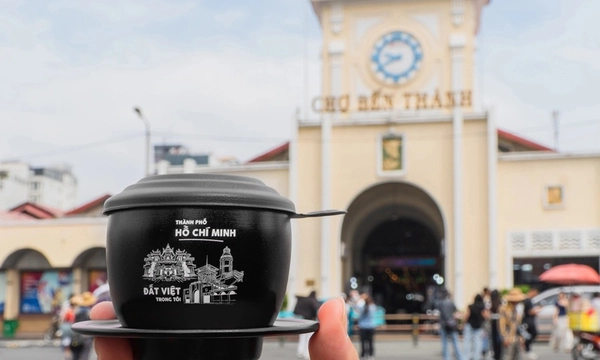 CHỢ BẾN THÀNH
THÀNH PHỐ
HỒ CHÍ MINH
ĐẤT VIỆT
TRONG TÔI